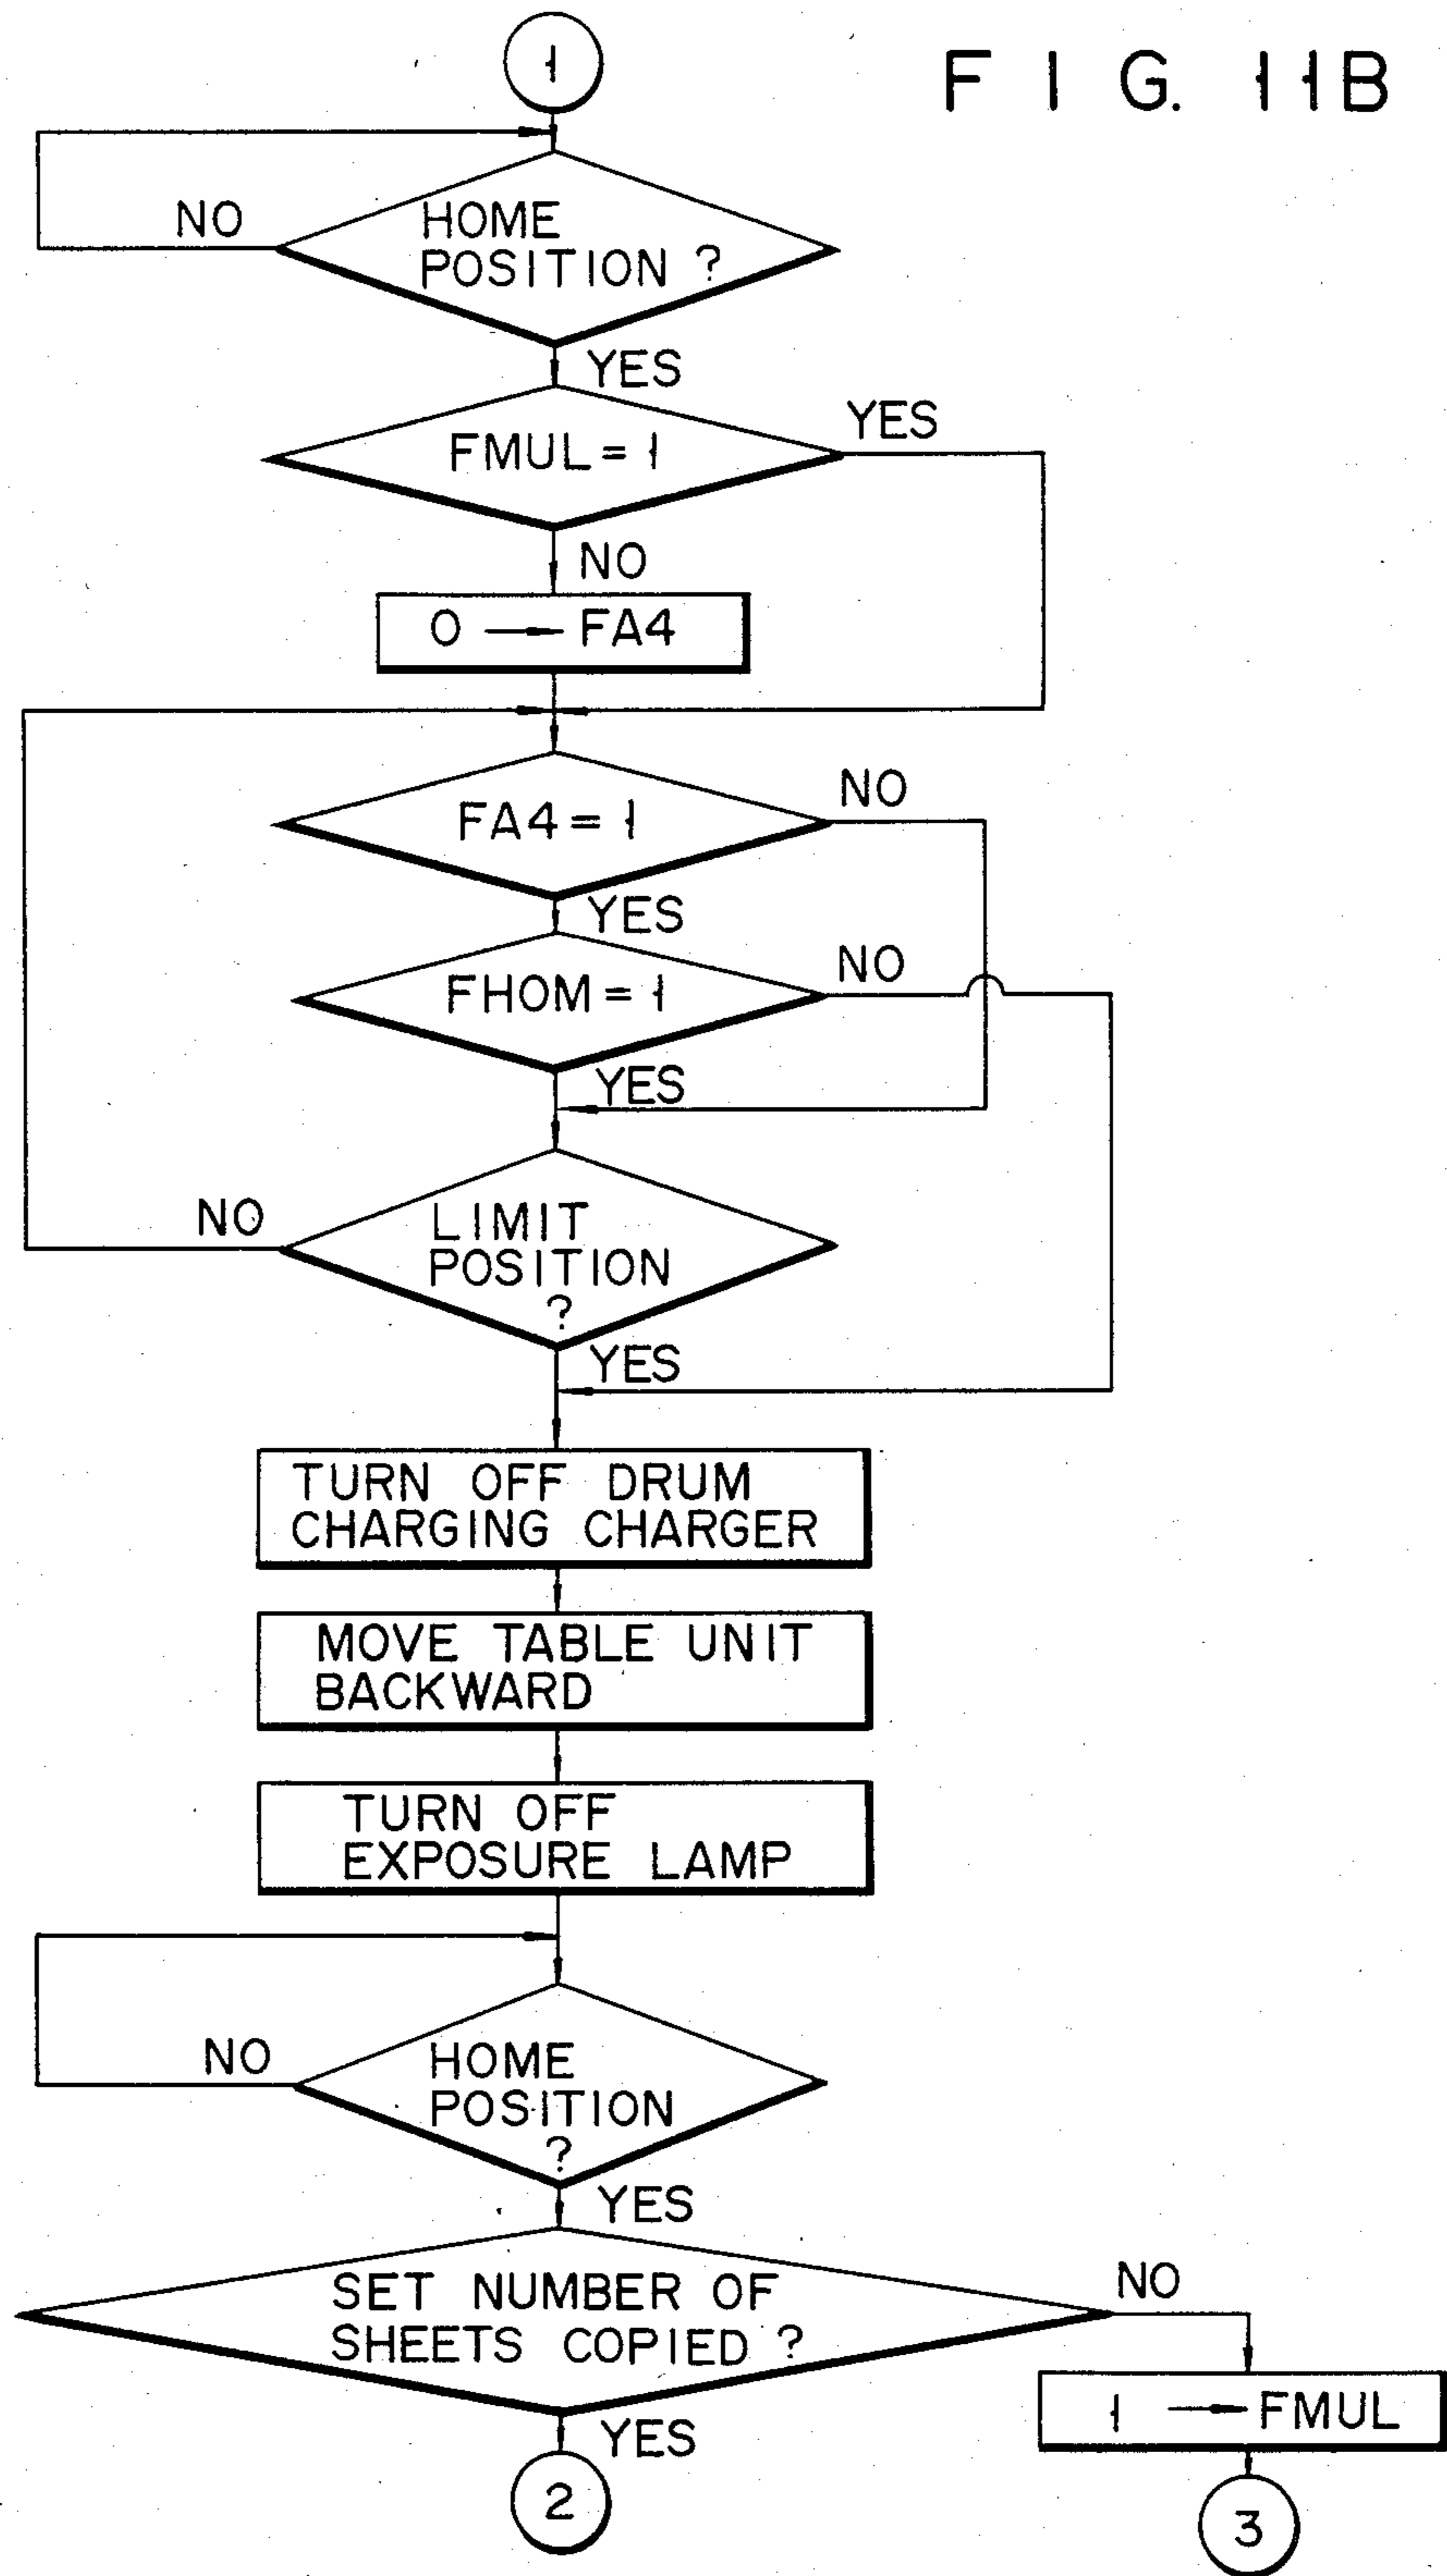 1
F I G. 11B
HOME
POSITION ?
NO
YES
FMUL = 1
YES
NO
0 → FA4
FA4 = 1
NO
YES
FHOM = 1
NO
YES
LIMIT
POSITION
?
NO
YES
TURN OFF DRUM
CHARGING CHARGER
MOVE TABLE UNIT
BACKWARD
TURN OFF
EXPOSURE LAMP
HOME
POSITION
?
NO
YES
SET NUMBER OF
SHEETS COPIED ?
NO
YES
1 → FMUL
2
3